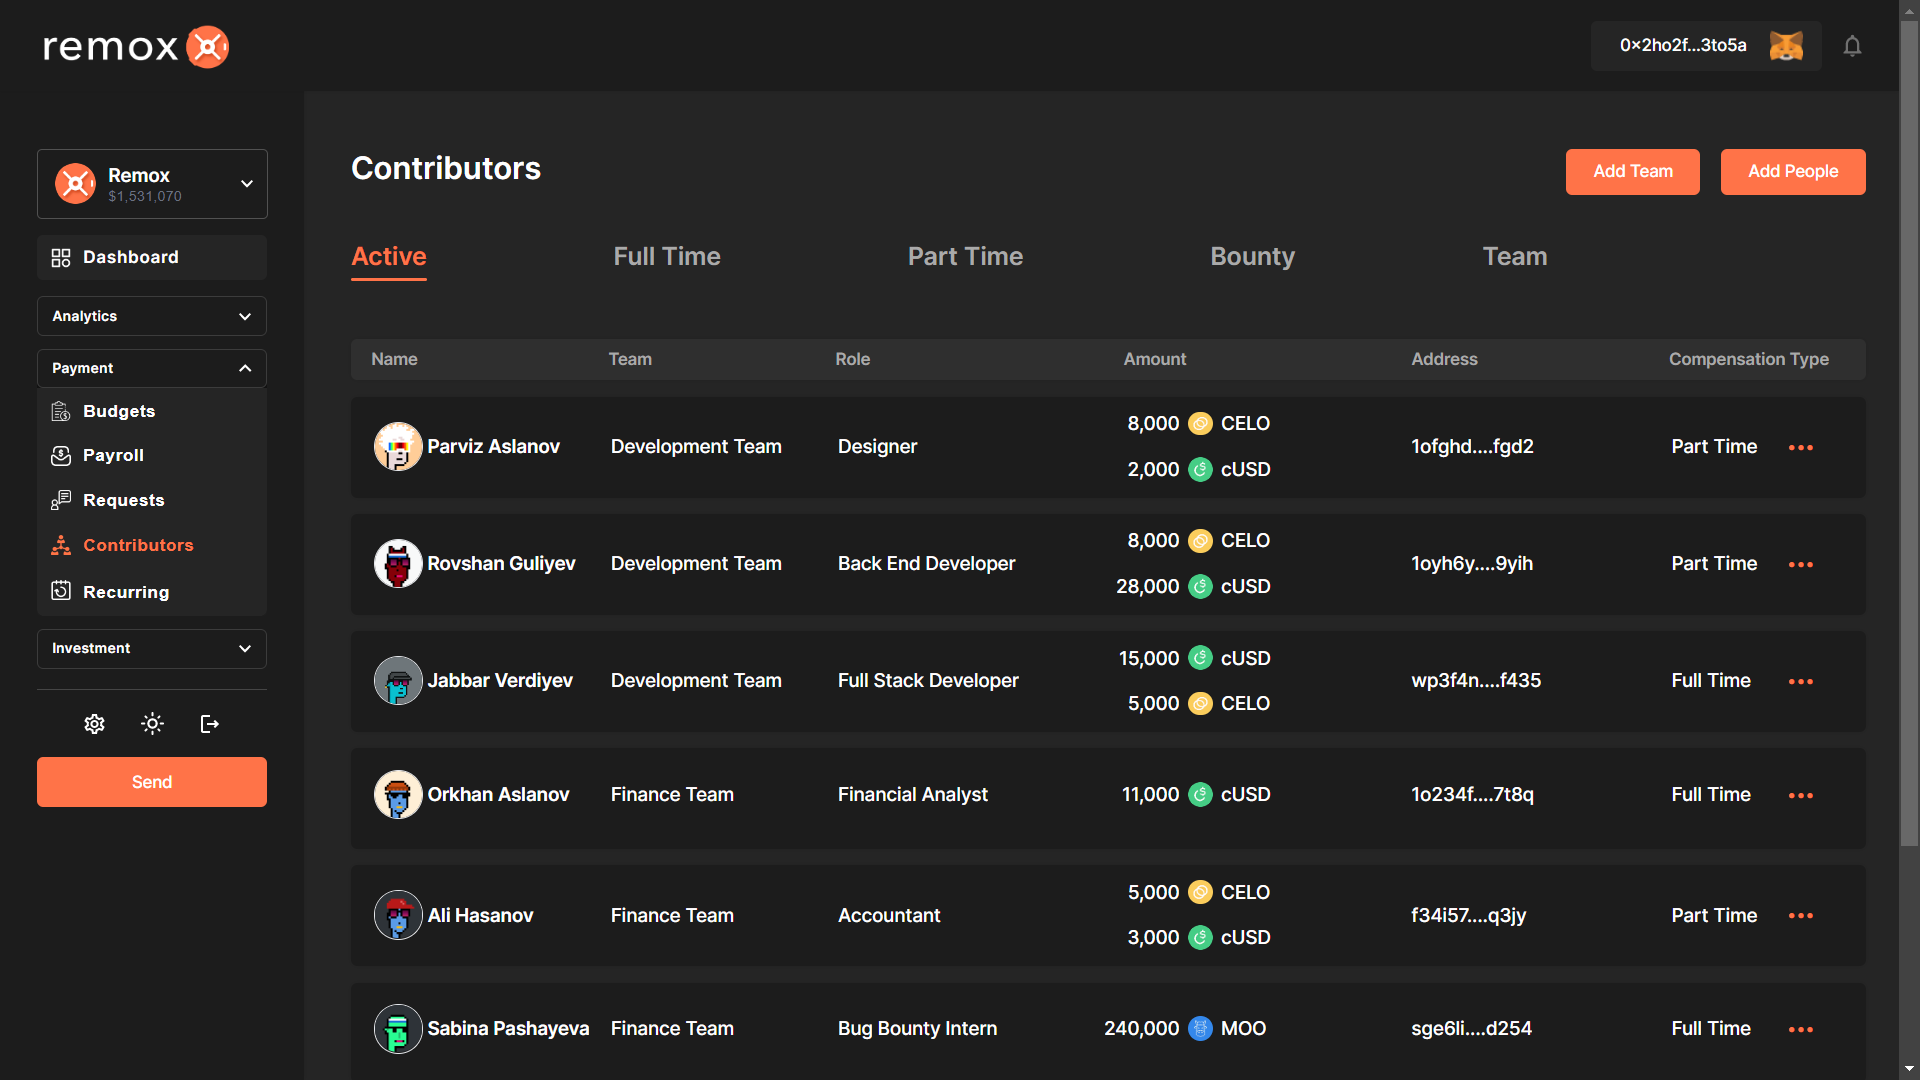 remox
0x2ho2f...3to5a
Remox
$1,531,070
Dashboard
Analytics
Payment
Budgets
Payroll
Requests
Contributors
Recurring
Investment
Send
Contributors
Add Team
Add People
Active Full Time Part Time Bounty Team
Name Team Role Amount Address Compensation Type
Parviz Aslanov Development Team Designer 8,000 CELO 2,000 cUSD 1ofghd....fgd2 Part Time
Rovshan Guliyev Development Team Back End Developer 8,000 CELO 28,000 cUSD 1oyh6y....9yih Part Time
Jabbar Verdiyev Development Team Full Stack Developer 15,000 cUSD 5,000 CELO wp3f4n....f435 Full Time
Orkhan Aslanov Finance Team Financial Analyst 11,000 cUSD 1o234f....7t8q Full Time
Ali Hasanov Finance Team Accountant 5,000 CELO 3,000 cUSD f34i57....q3jy Part Time
Sabina Pashayeva Finance Team Bug Bounty Intern 240,000 MOO sge6li....d254 Full Time